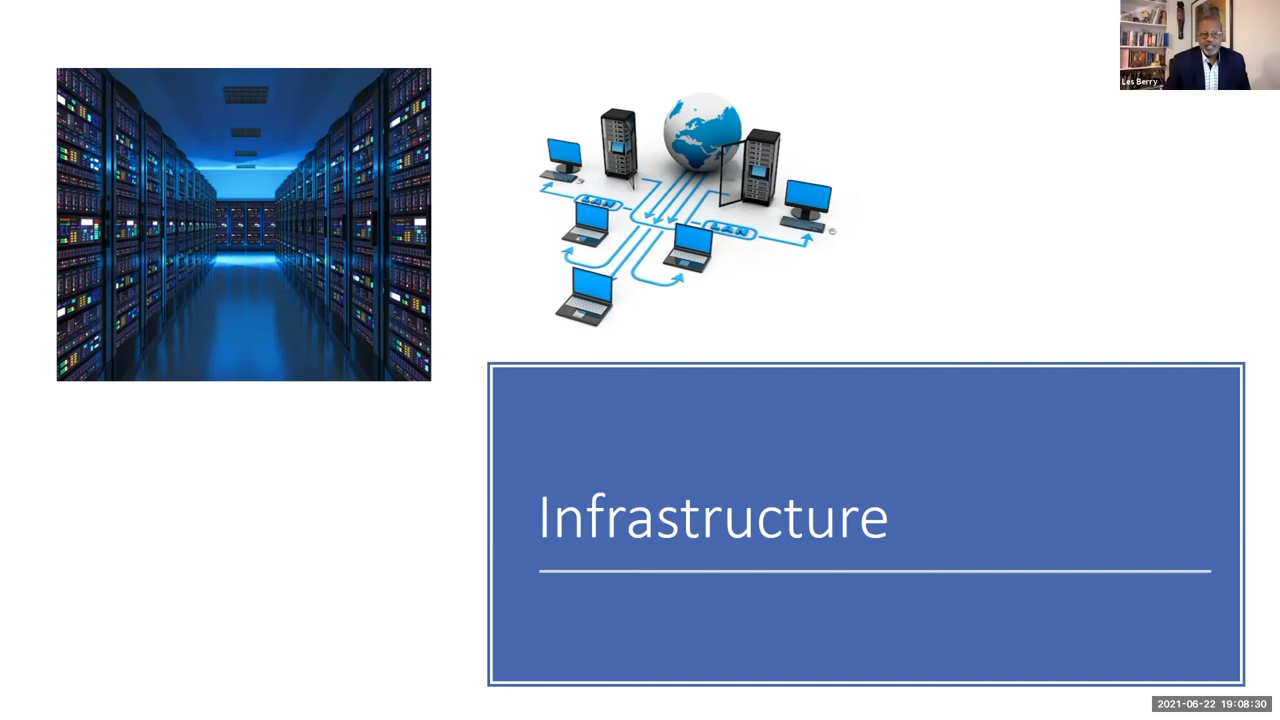 Les Berry
LAN
LAN
Infrastructure
2021-06-22 19:08:30